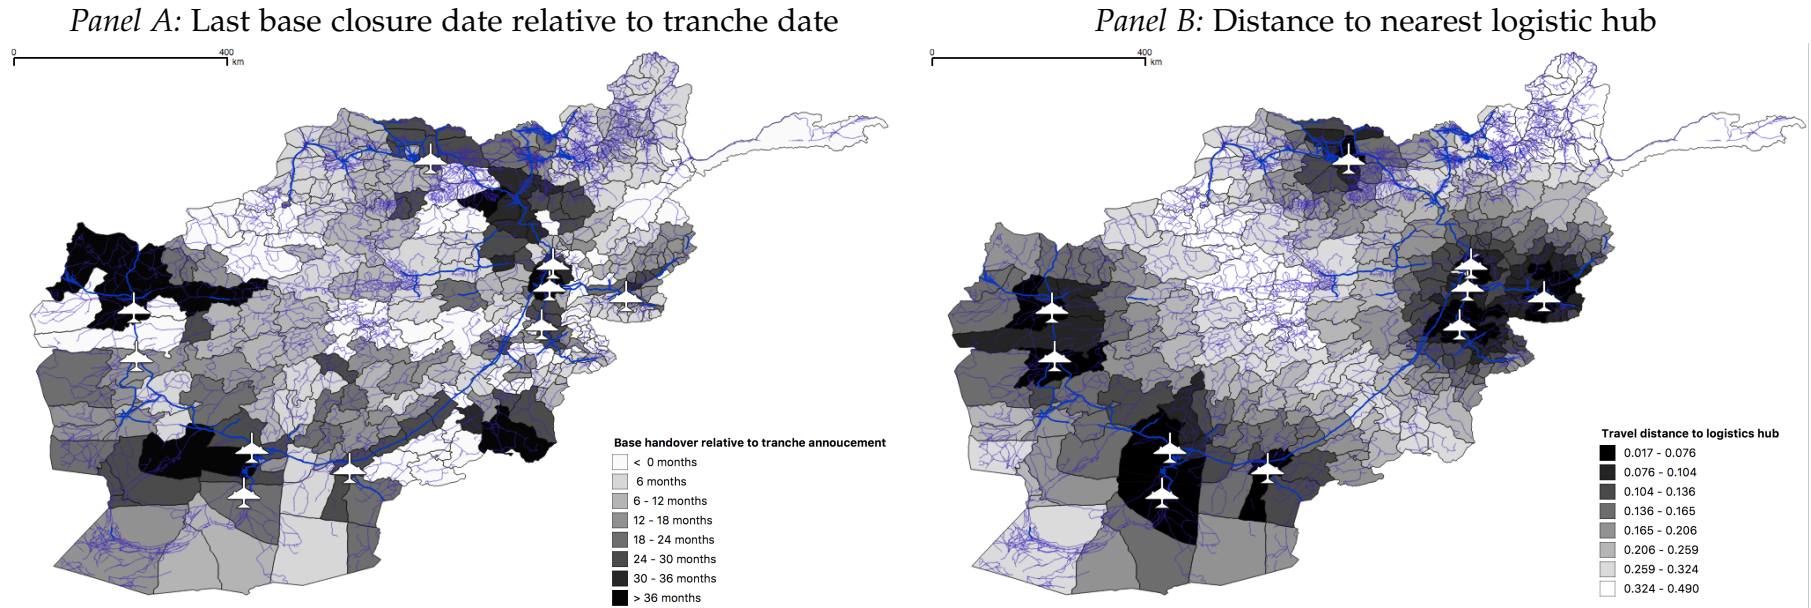 Panel A: Last base closure date relative to tranche date
0 400
km
Base handover relative to tranche annoucement
< 0 months
6 months
6 - 12 months
12 - 18 months
18 - 24 months
24 - 30 months
30 - 36 months
> 36 months
Panel B: Distance to nearest logistic hub
0 400
km
Travel distance to logistics hub
0.017 - 0.076
0.076 - 0.104
0.104 - 0.136
0.136 - 0.165
0.165 - 0.206
0.206 - 0.259
0.259 - 0.324
0.324 - 0.490